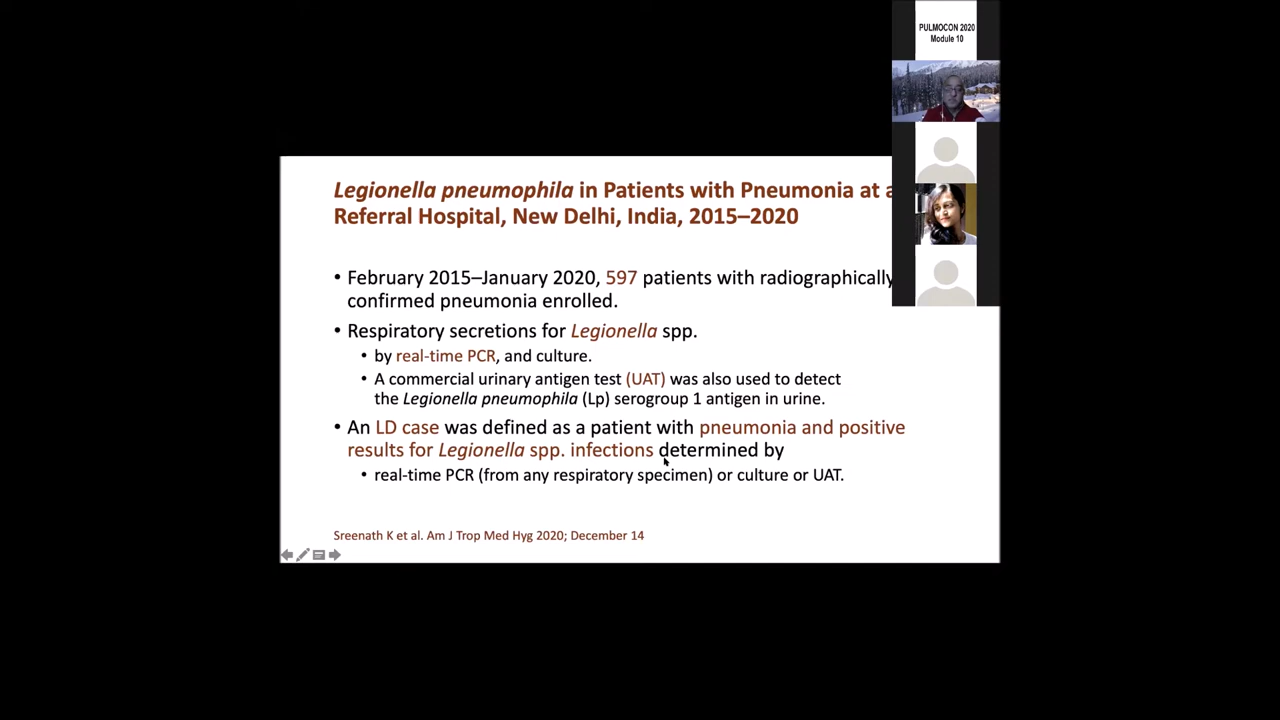 PULMOCON 2020
Module 10
Legionella pneumophila in Patients with Pneumonia at a
Referral Hospital, New Delhi, India, 2015–2020
• February 2015–January 2020, 597 patients with radiographically
confirmed pneumonia enrolled.
• Respiratory secretions for Legionella spp.
• by real-time PCR, and culture.
• A commercial urinary antigen test (UAT) was also used to detect
the Legionella pneumophila (Lp) serogroup 1 antigen in urine.
• An LD case was defined as a patient with pneumonia and positive
results for Legionella spp. infections determined by
• real-time PCR (from any respiratory specimen) or culture or UAT.
Sreenath K et al. Am J Trop Med Hyg 2020; December 14